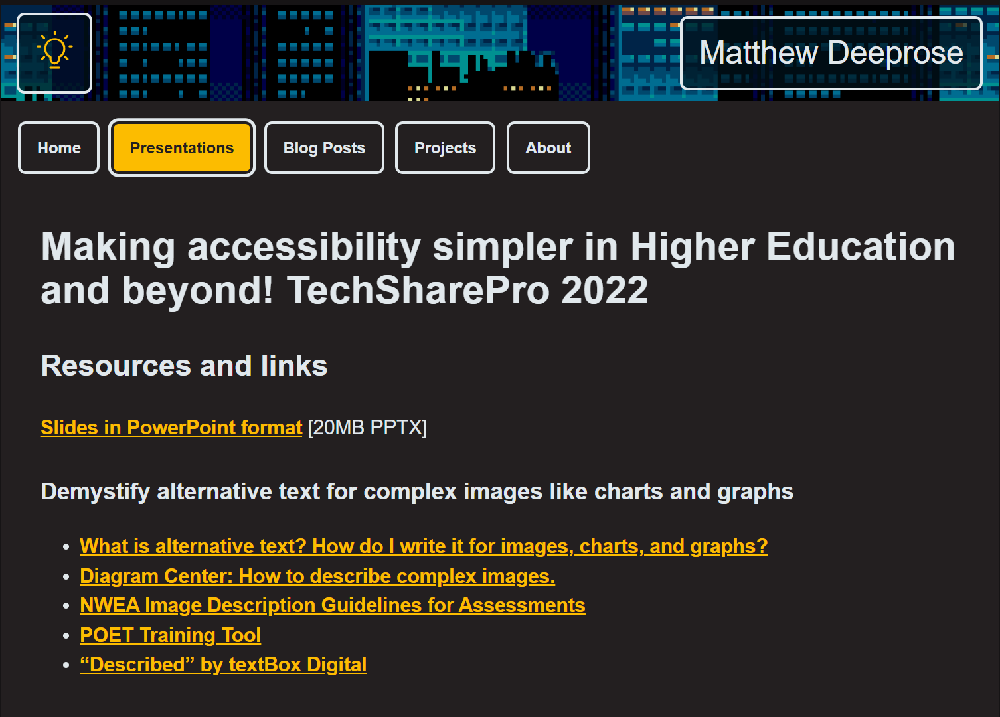 Matthew Deeprose
Home
Presentations
Blog Posts
Projects
About
Making accessibility simpler in Higher Education
and beyond! TechSharePro 2022
Resources and links
Slides in PowerPoint format [20MB PPTX]
Demystify alternative text for complex images like charts and graphs
What is alternative text? How do I write it for images, charts, and graphs?
Diagram Center: How to describe complex images.
NWEA Image Description Guidelines for Assessments
POET Training Tool
“Described” by textBox Digital